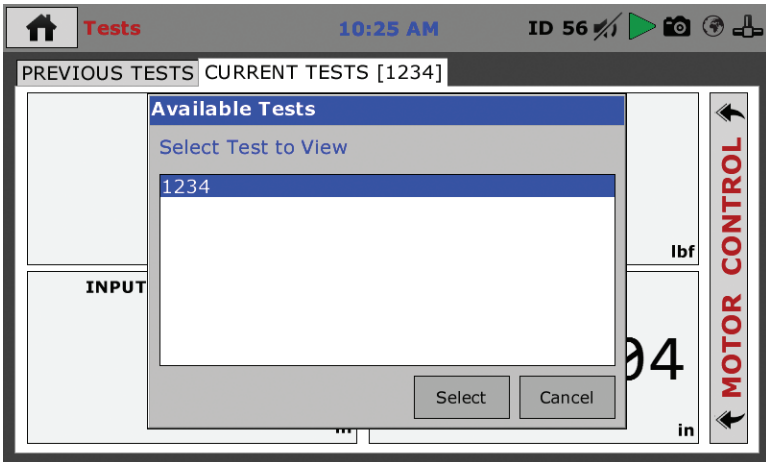 Tests 10:25 AM ID 56
PREVIOUS TESTS CURRENT TESTS [1234]
Available Tests
Select Test to View
1234
lbf
INPUT
04
Select Cancel
in
MOTOR CONTROL